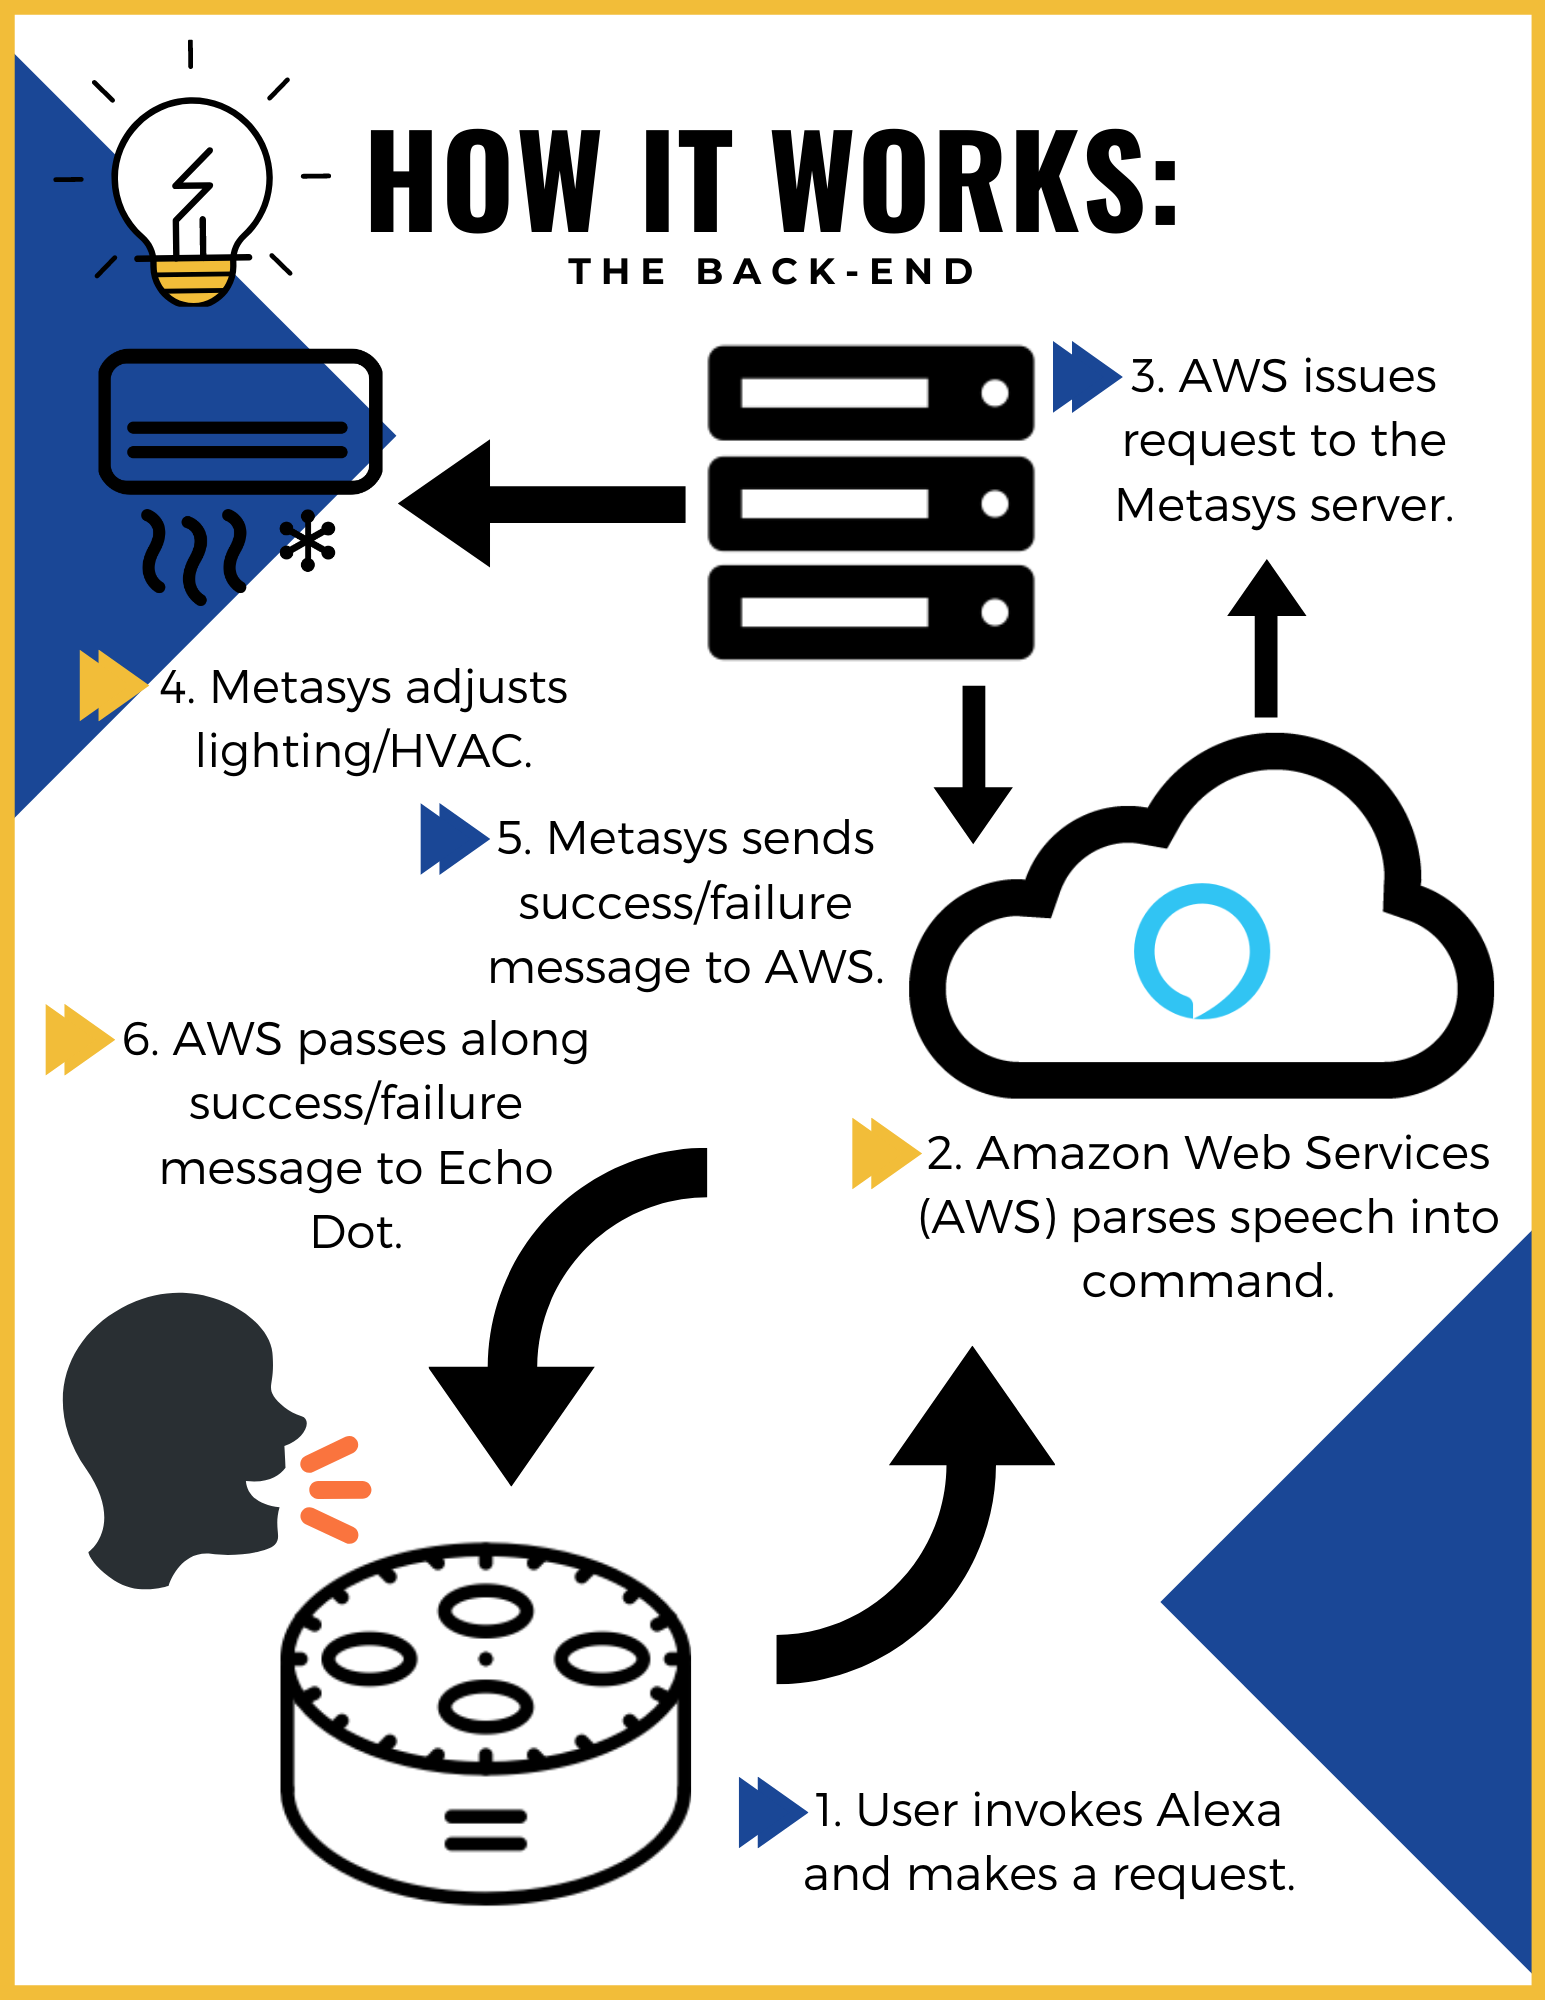 HOW IT WORKS:
THE BACK-END
3. AWS issues
request to the
Metasys server.
4. Metasys adjusts
lighting/HVAC.
5. Metasys sends
success/failure
message to AWS.
6. AWS passes along
success/failure
message to Echo
Dot.
2. Amazon Web Services
(AWS) parses speech into
command.
1. User invokes Alexa
and makes a request.